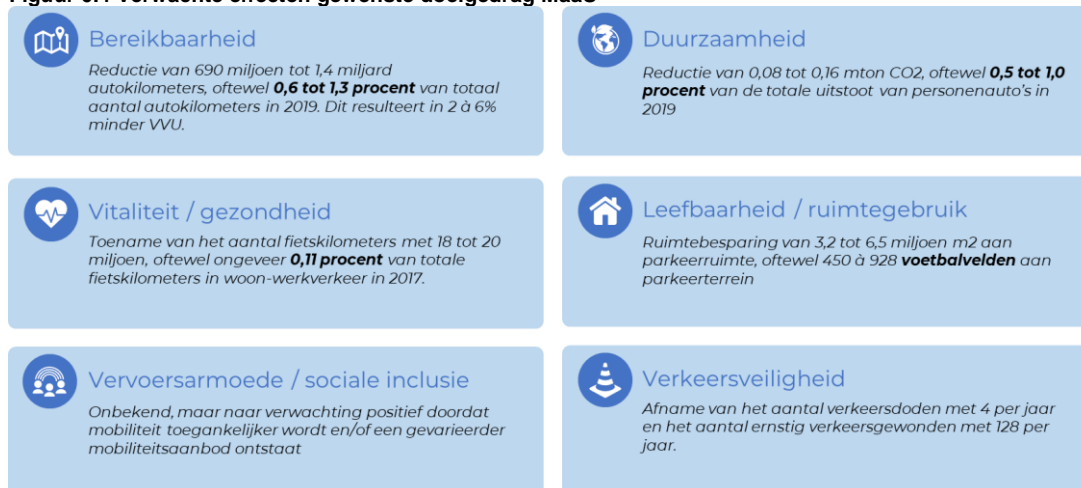 Bereikbaarheid
Reductie van 690 miljoen tot 1,4 miljard
autokilometers, oftewel 0,6 tot 1,3 procent van totaal
aantal autokilometers in 2019. Dit resulteert in 2 à 6%
minder VVU.
Duurzaamheid
Reductie van 0,08 tot 0,16 mton CO2, oftewel 0,5 tot 1,0
procent van de totale uitstoot van personenauto's in
2019
Vitaliteit / gezondheid
Toename van het aantal fietskilometers met 18 tot 20
miljoen, oftewel ongeveer 0,11 procent van totale
fietskilometers in woon-werkverkeer in 2017.
Leefbaarheid / ruimtegebruik
Ruimtebesparing van 3,2 tot 6,5 miljoen m2 aan
parkeerruimte, oftewel 450 à 928 voetbalvelden aan
parkeerterrein
Vervoersarmoede / sociale inclusie
Onbekend, maar naar verwachting positief doordat
mobiliteit toegankelijker wordt en/of een gevarieerder
mobiliteitsaanbod ontstaat
Verkeersveiligheid
Afname van het aantal verkeersdoden met 4 per jaar
en het aantal ernstig verkeersgewonden met 128 per
jaar.